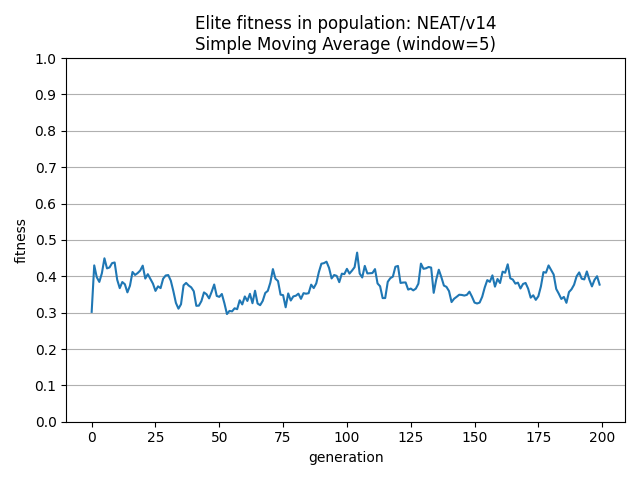 Elite fitness in population: NEAT/v14
Simple Moving Average (window=5)
1.0
0.9
0.8
0.7
0.6
0.5
0.4
0.3
0.2
0.1
0.0
fitness
0 25 50 75 100 125 150 175 200
generation